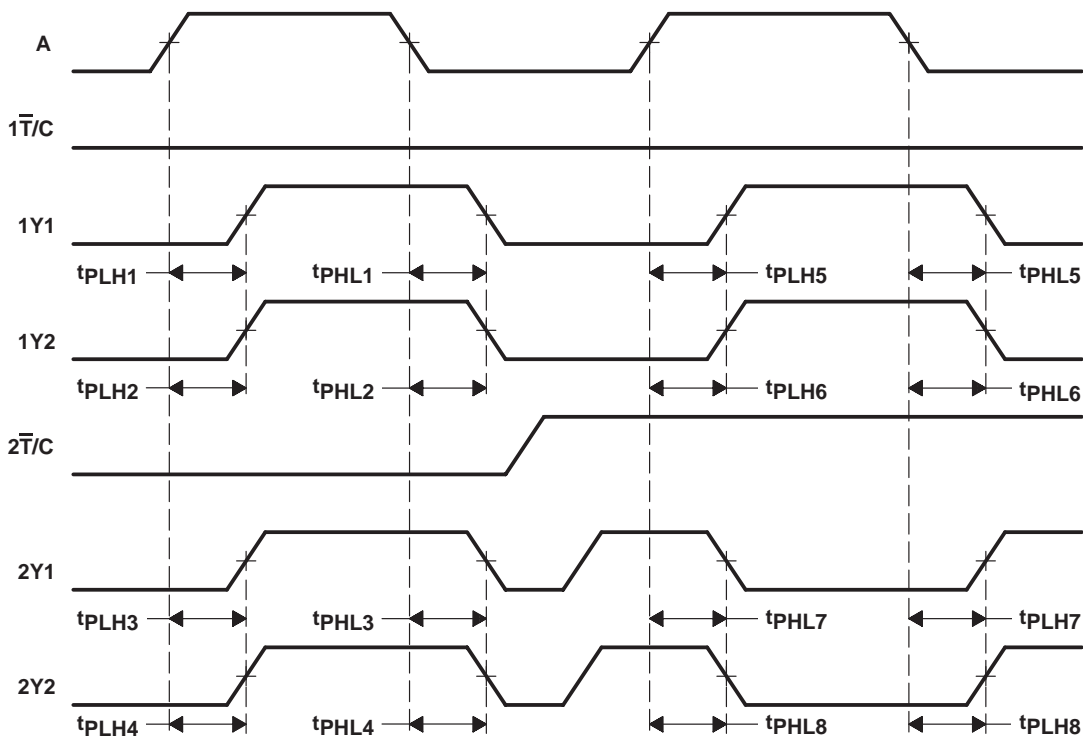 A
1T̅/C
1Y1
tPLH1 tPHL1 tPLH5 tPHL5
1Y2
tPLH2 tPHL2 tPLH6 tPHL6
2T̅/C
2Y1
tPLH3 tPHL3 tPHL7 tPLH7
2Y2
tPLH4 tPHL4 tPHL8 tPLH8